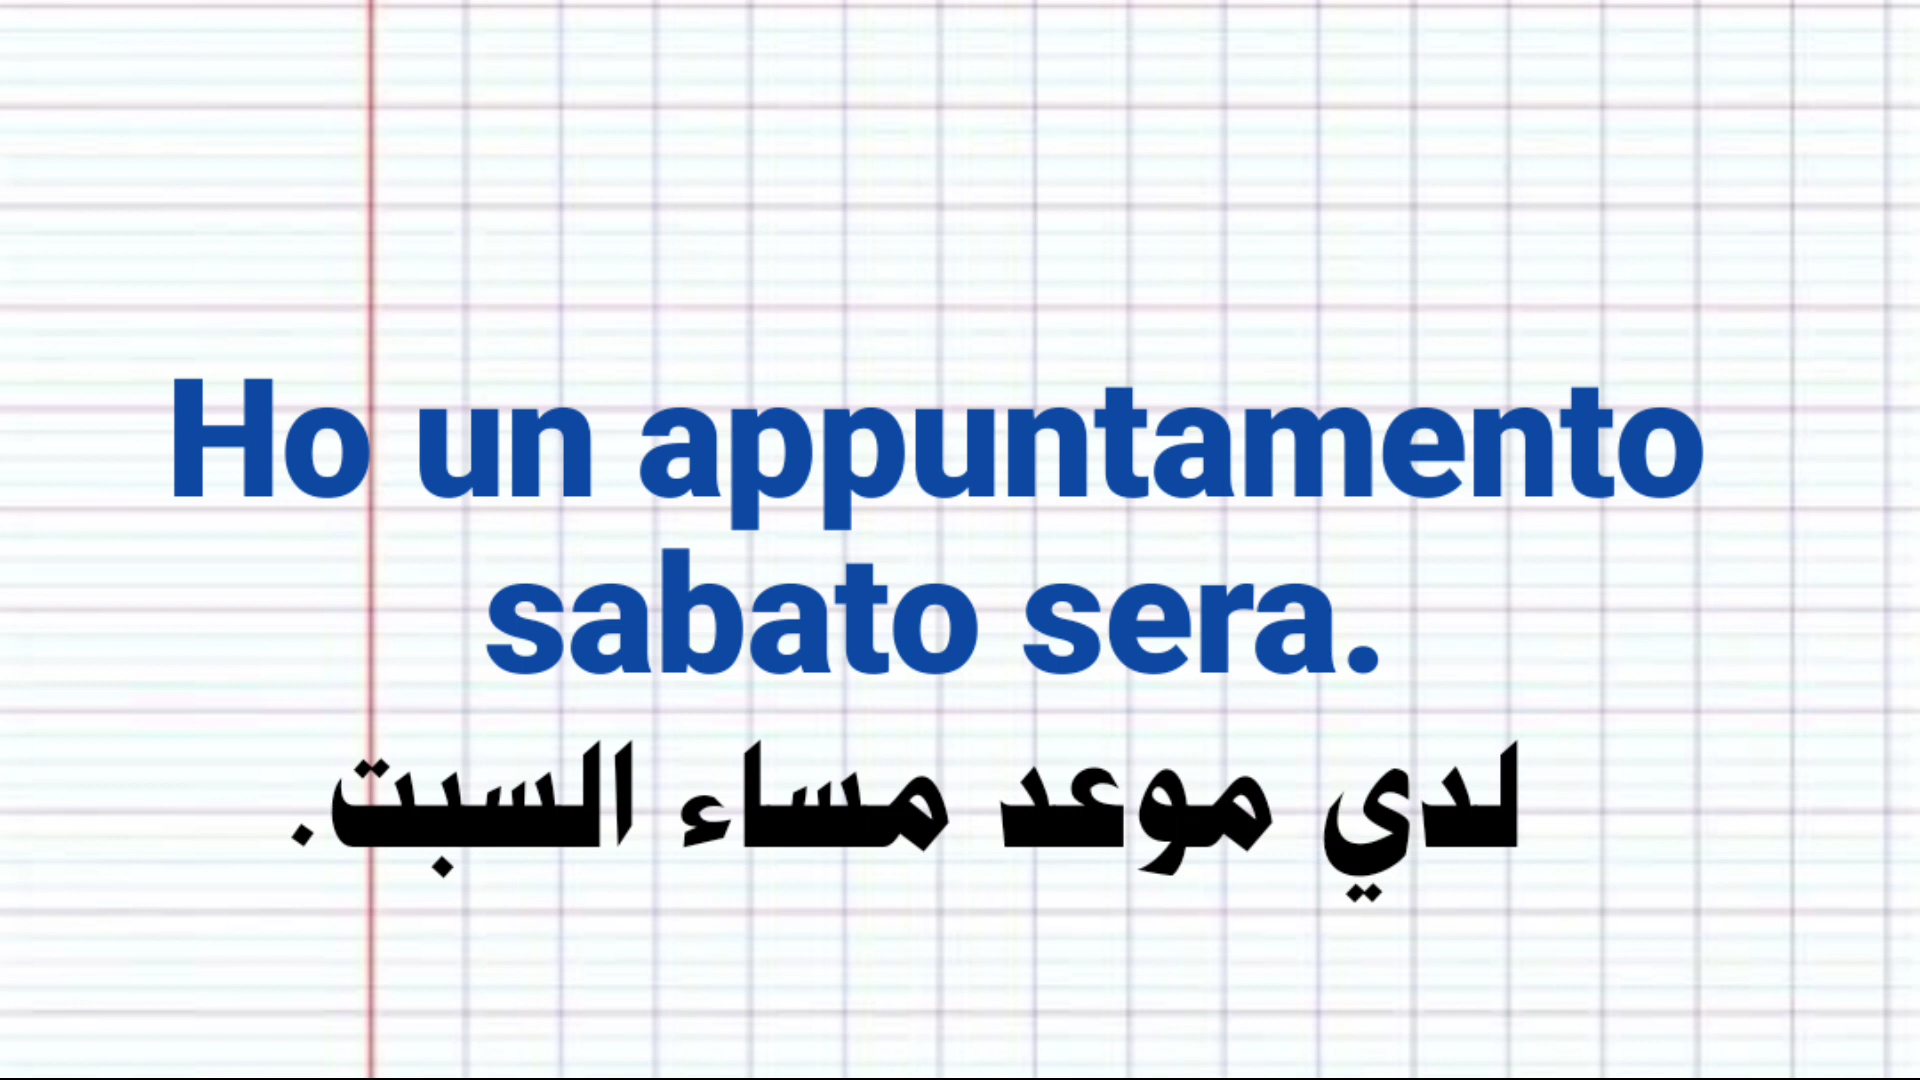 Ho un appuntamento
sabato sera.
لدي موعد مساء السبت.